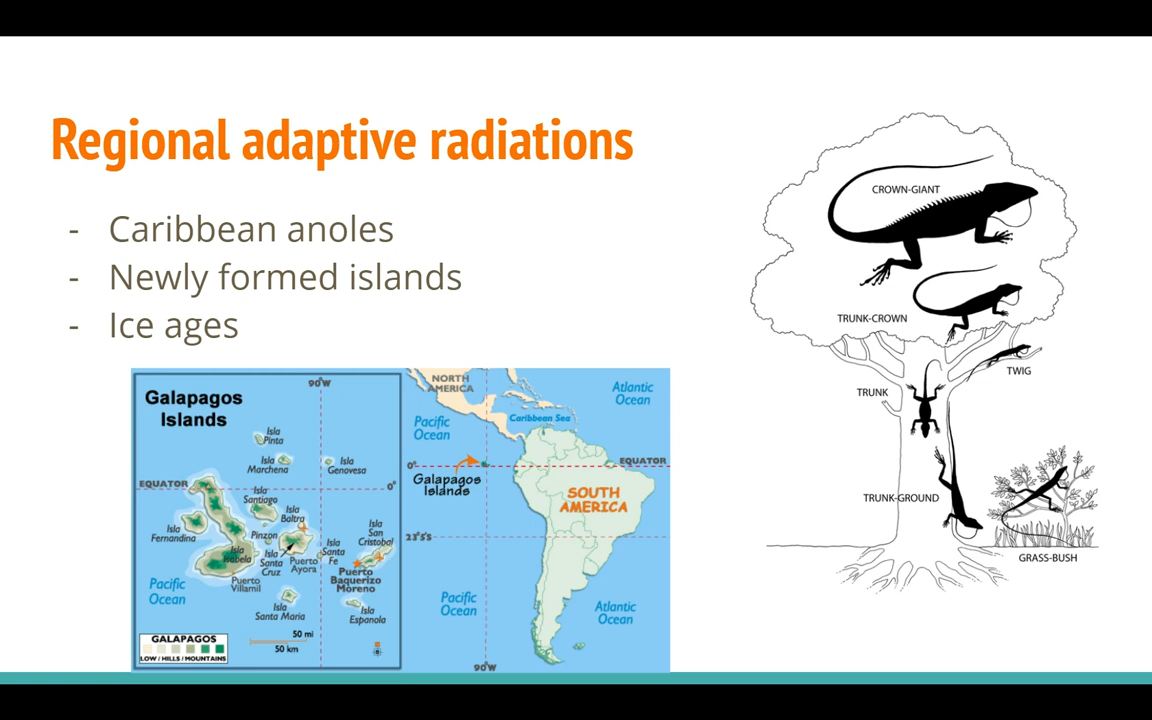 Regional adaptive radiations
- Caribbean anoles
- Newly formed islands
- Ice ages
Galapagos
Islands
90°W
Isla
Pinta
Isla
Marchena
Isla
Genovesa
EQUATOR
0°
Isla
Santiago
Isla
Baltra
Isla
Fernandina
Pinzon
Isla
San
Cristobal
Isla
Isabela
Isla
Santa
Cruz
Puerto
Ayora
Isla
Santa
Fe
Puerto
Villamil
Puerto
Baquerizo
Moreno
Pacific
Ocean
Isla
Santa Maria
Isla
Espanola
GALAPAGOS
LOW / HILLS / MOUNTAINS
50 mi
50 km
NORTH
AMERICA
Atlantic
Ocean
Pacific
Ocean
Caribbean Sea
0°
EQUATOR
Galapagos
Islands
SOUTH
AMERICA
23°5'S
Pacific
Ocean
Atlantic
Ocean
90°W
CROWN-GIANT
TRUNK-CROWN
TWIG
TRUNK
TRUNK-GROUND
GRASS-BUSH